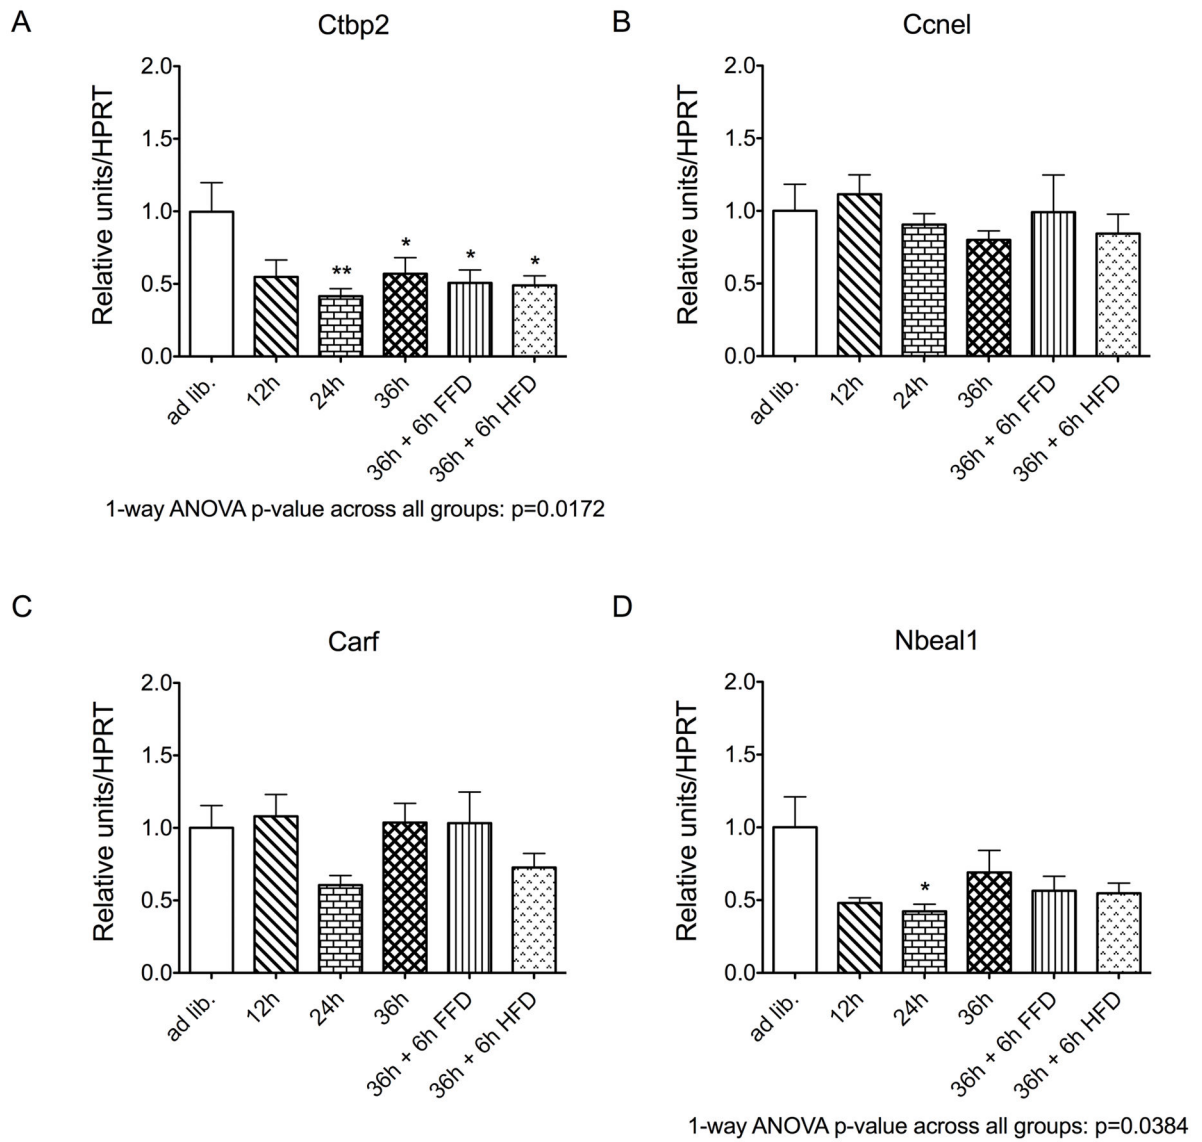 A
Ctbp2
Relative units/HPRT
2.0
1.5
1.0
0.5
0.0
**
*
*
*
ad lib.
12h
24h
36h
36h + 6h FFD
36h + 6h HFD
1-way ANOVA p-value across all groups: p=0.0172
B
Ccnel
Relative units/HPRT
2.0
1.5
1.0
0.5
0.0
ad lib.
12h
24h
36h
36h + 6h FFD
36h + 6h HFD
C
Carf
Relative units/HPRT
2.0
1.5
1.0
0.5
0.0
ad lib.
12h
24h
36h
36h + 6h FFD
36h + 6h HFD
D
Nbeal1
Relative units/HPRT
2.0
1.5
1.0
0.5
0.0
*
ad lib.
12h
24h
36h
36h + 6h FFD
36h + 6h HFD
1-way ANOVA p-value across all groups: p=0.0384